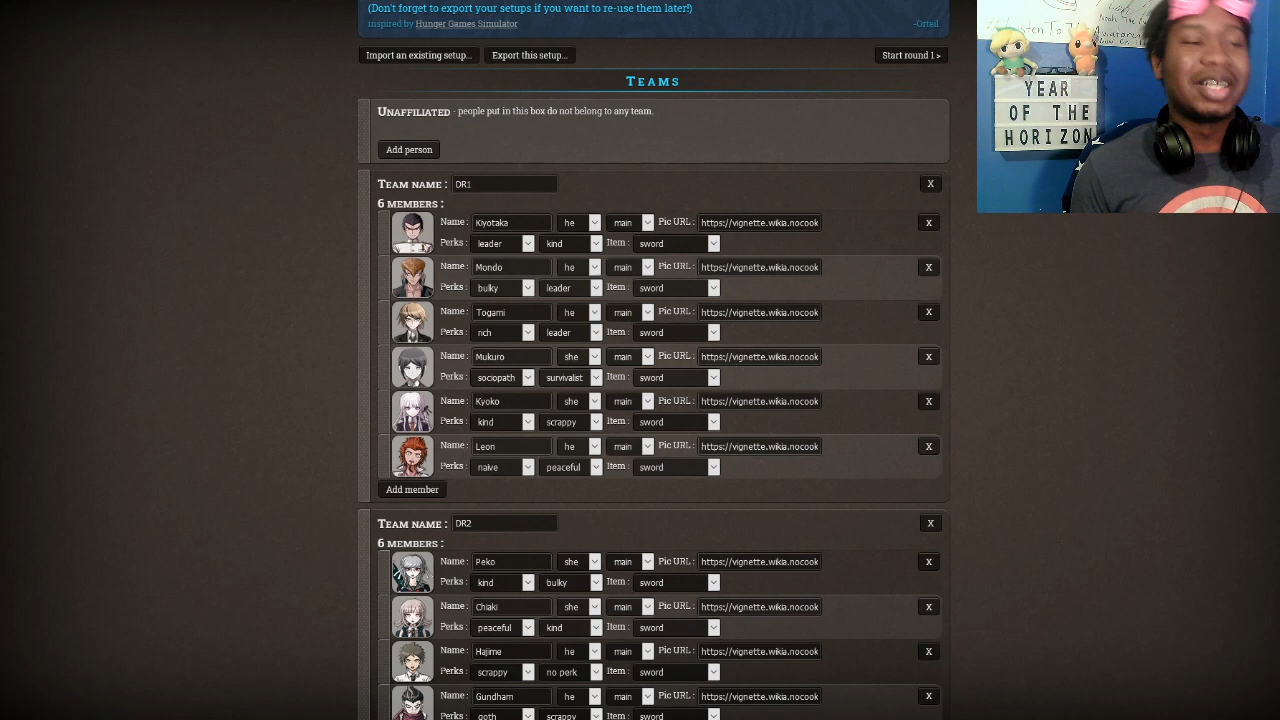 (Don't forget to export your setups if you want to re-use them later!)
inspired by Hunger Games Simulator
-Orteil
Import an existing setup...
Export this setup...
Start round 1 >
TEAMS
UNAFFILIATED - people put in this box do not belong to any team.
Add person
TEAM NAME : DR1 X
6 MEMBERS :
Name : Kiyotaka he main Pic URL : https://vignette.wikia.nocook X
Perks : leader kind Item : sword
Name : Mondo he main Pic URL : https://vignette.wikia.nocook X
Perks : bulky leader Item : sword
Name : Togami he main Pic URL : https://vignette.wikia.nocook X
Perks : rich leader Item : sword
Name : Mukuro she main Pic URL : https://vignette.wikia.nocook X
Perks : sociopath survivalist Item : sword
Name : Kyoko she main Pic URL : https://vignette.wikia.nocook X
Perks : kind scrappy Item : sword
Name : Leon he main Pic URL : https://vignette.wikia.nocook X
Perks : naive peaceful Item : sword
Add member
TEAM NAME : DR2 X
6 MEMBERS :
Name : Peko she main Pic URL : https://vignette.wikia.nocook X
Perks : kind bulky Item : sword
Name : Chiaki she main Pic URL : https://vignette.wikia.nocook X
Perks : peaceful kind Item : sword
Name : Hajime he main Pic URL : https://vignette.wikia.nocook X
Perks : scrappy no perk Item : sword
Name : Gundham he main Pic URL : https://vignette.wikia.nocook X
Perks : goth scrappy Item : sword
YEAR
OF THE
HORIZON